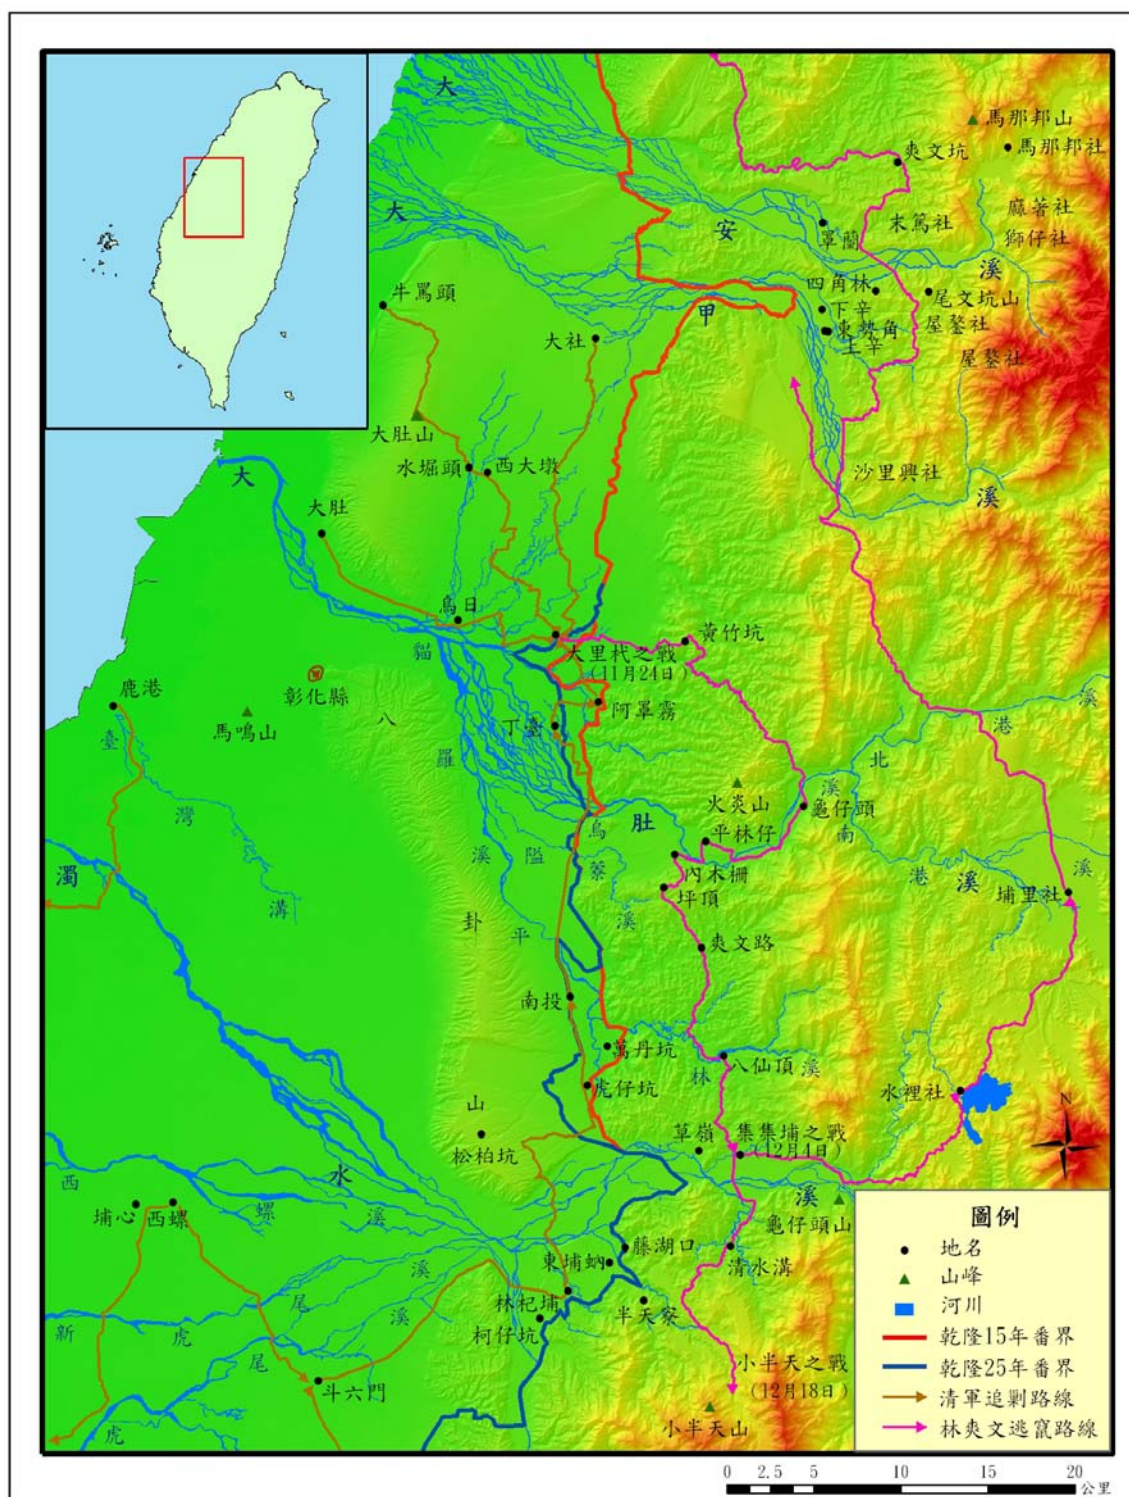 大
馬那邦山
爽文坑
馬那邦社
大
安
罩蘭
末篤社
麻著社
獅仔社
溪
牛罵頭
四角林
甲
下辛
尾文坑山
大社
東勢角
屋鏊社
上辛
屋鏊社
大肚山
水堀頭
西大墩
大
沙里興社
溪
大肚
烏日
貓
黃竹坑
大里杙之戰
(11月24日)
彰化縣
鹿港
八
阿罩霧
港
溪
臺
馬鳴山
丁臺
羅
北
灣
火炎山
溪
龜仔頭
烏
肚
平林仔
南
濁
溪
隘
內木柵
港
溪
溪
溝
坪頂
埔里社
卦
平
溪
爽文路
南投
萬丹坑
林
八仙頂
溪
虎仔坑
水裡社
山
N
松柏坑
草嶺
集集埔之戰
(12月4日)
西
水
溪
埔心
西螺
螺
溪
龜仔頭山
東埔蚋
藤湖口
清水溝
溪
尾
林杞埔
半天寮
新
虎
溪
柯仔坑
尾
小半天之戰
(12月18日)
斗六門
虎
小半天山
圖例
地名
山峰
河川
乾隆15年番界
乾隆25年番界
清軍追剿路線
林爽文逃竄路線
0 2.5 5 10 15 20
公里